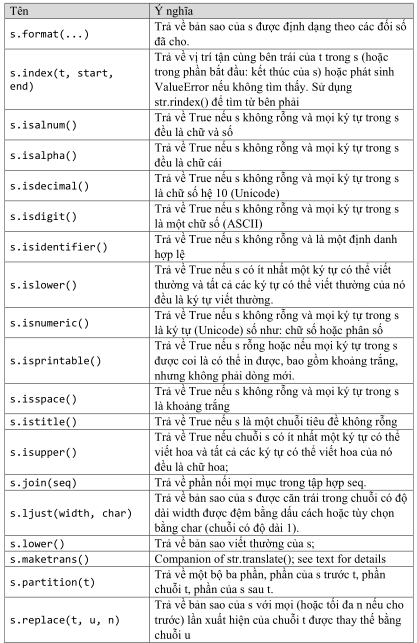 Tên
Ý nghĩa
s.format(...)
Trả về bản sao của s được định dạng theo các đối số
đã cho.
s.index(t, start,
end)
Trả về vị trí tận cùng bên trái của t trong s (hoặc
trong phần bắt đầu: kết thúc của s) hoặc phát sinh
ValueError nếu không tìm thấy. Sử dụng
str.rindex() để tìm từ bên phải
s.isalnum()
Trả về True nếu s không rỗng và mọi ký tự trong s
đều là chữ và số
s.isalpha()
Trả về True nếu s không rỗng và mọi ký tự trong s
đều là chữ cái
s.isdecimal()
Trả về True nếu s không rỗng và mọi ký tự trong s
là chữ số hệ 10 (Unicode)
s.isdigit()
Trả về True nếu s không rỗng và mọi ký tự trong s
là một chữ số (ASCII)
s.isidentifier()
Trả về True nếu s không rỗng và là một định danh
hợp lệ
s.islower()
Trả về True nếu s có ít nhất một ký tự có thể viết
thường và tất cả các ký tự có thể viết thường của nó
đều là ký tự viết thường.
s.isnumeric()
Trả về True nếu s không rỗng và mọi ký tự trong s
là ký tự (Unicode) số như: chữ số hoặc phân số
s.isprintable()
Trả về True nếu s rỗng hoặc nếu mọi ký tự trong s
được coi là có thể in được, bao gồm khoảng trắng,
nhưng không phải dòng mới.
s.isspace()
Trả về True nếu s không rỗng và mọi ký tự trong s
là khoảng trắng
s.istitle()
Trả về True nếu s là một chuỗi tiêu đề không rỗng
s.isupper()
Trả về True nếu chuỗi s có ít nhất một ký tự có thể
viết hoa và tất cả các ký tự có thể viết hoa của nó
đều là chữ hoa;
s.join(seq)
Trả về phần nối mọi mục trong tập hợp seq.
s.ljust(width, char)
Trả về bản sao của s được căn trái trong chuỗi có độ
dài width được đệm bằng dấu cách hoặc tùy chọn
bằng char (chuỗi có độ dài 1).
s.lower()
Trả về bản sao viết thường của s;
s.maketrans()
Companion of str.translate(); see text for details
s.partition(t)
Trả về một bộ ba phần, phần của s trước t, phần
chuỗi t, phần của s sau t.
s.replace(t, u, n)
Trả về bản sao của s với mọi (hoặc tối đa n nếu cho
trước) lần xuất hiện của chuỗi t được thay thế bằng
chuỗi u